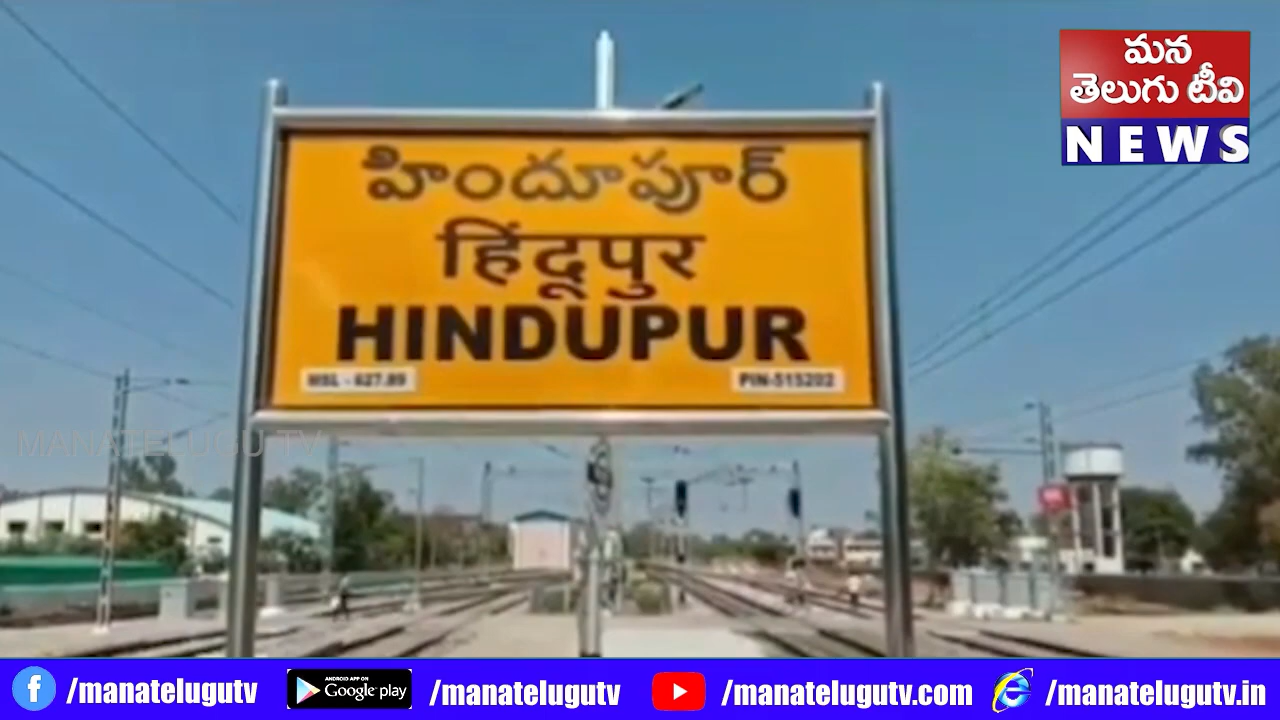 మన
తెలుగు టీవి
NEWS
హిందూపూర్
हिंदूपुर
HINDUPUR
MSL - 627.89
PIN-515202
MANATELUGU TV
/manatelugutv
ANDROID APP ON
Google play
/manatelugutv
/manatelugutv.com
/manatelugutv.in